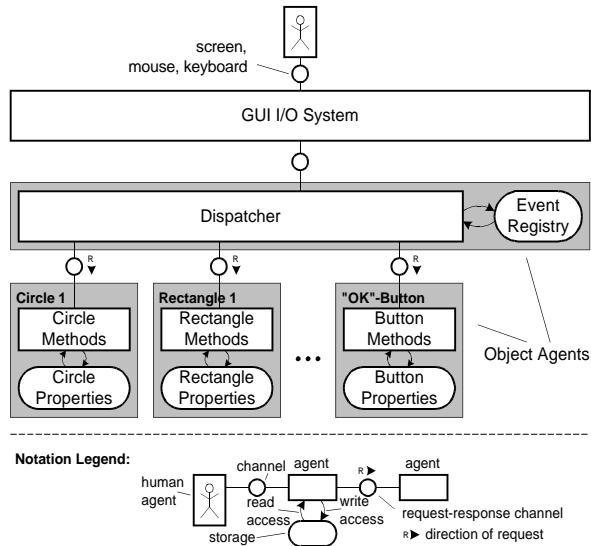 screen,
mouse, keyboard
GUI I/O System
Dispatcher
Event
Registry
R
R
R
Circle 1
Circle
Methods
Circle
Properties
Rectangle 1
Rectangle
Methods
Rectangle
Properties
...
"OK"-Button
Button
Methods
Button
Properties
Object Agents
Notation Legend:
human
agent
channel
agent
R
agent
read
access
write
access
storage
request-response channel
R direction of request